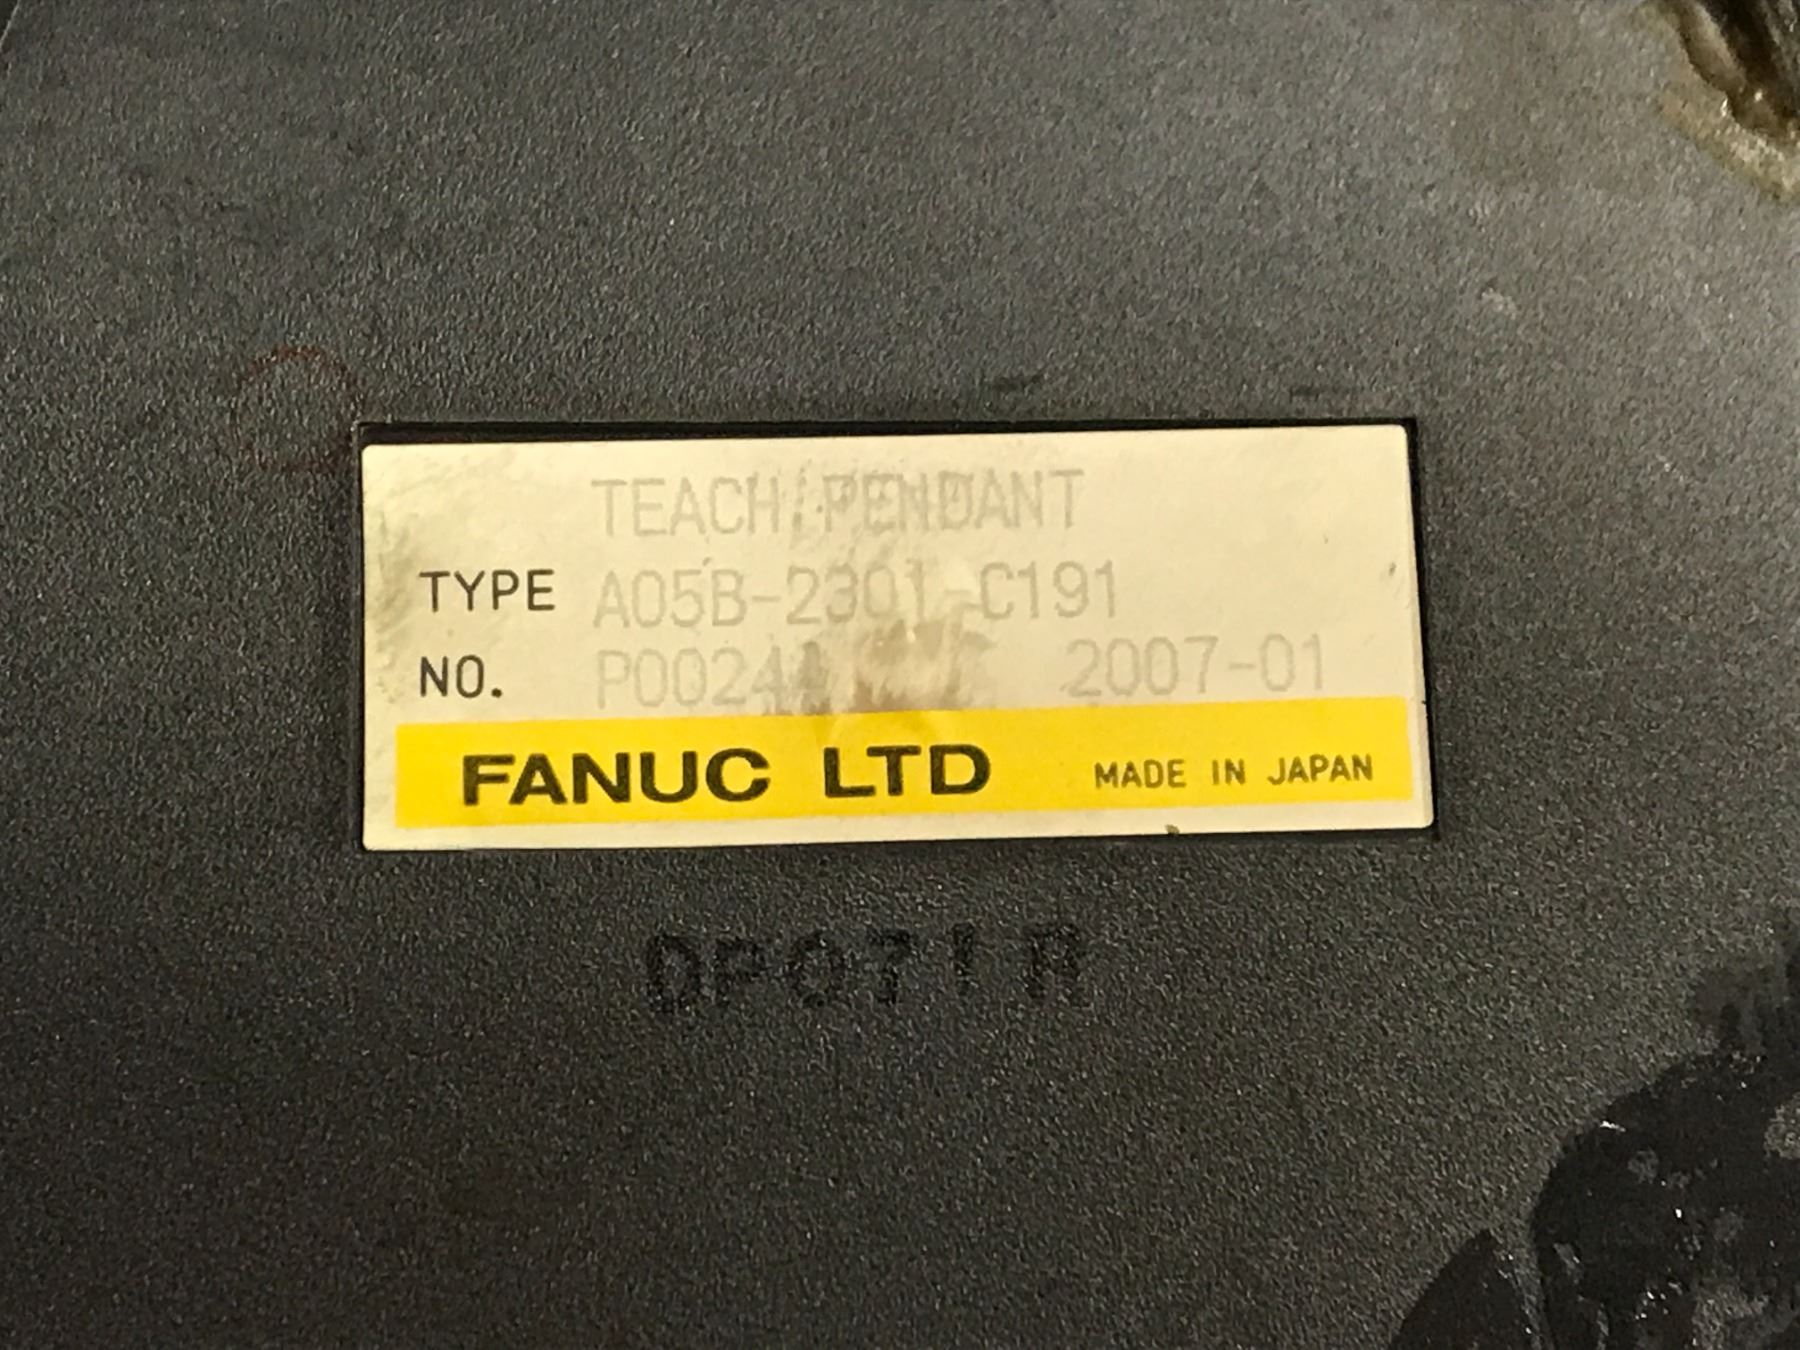 TEACH PENDANT
TYPE A05B-2301-C191
NO. 2007-01
FANUC LTD MADE IN JAPAN